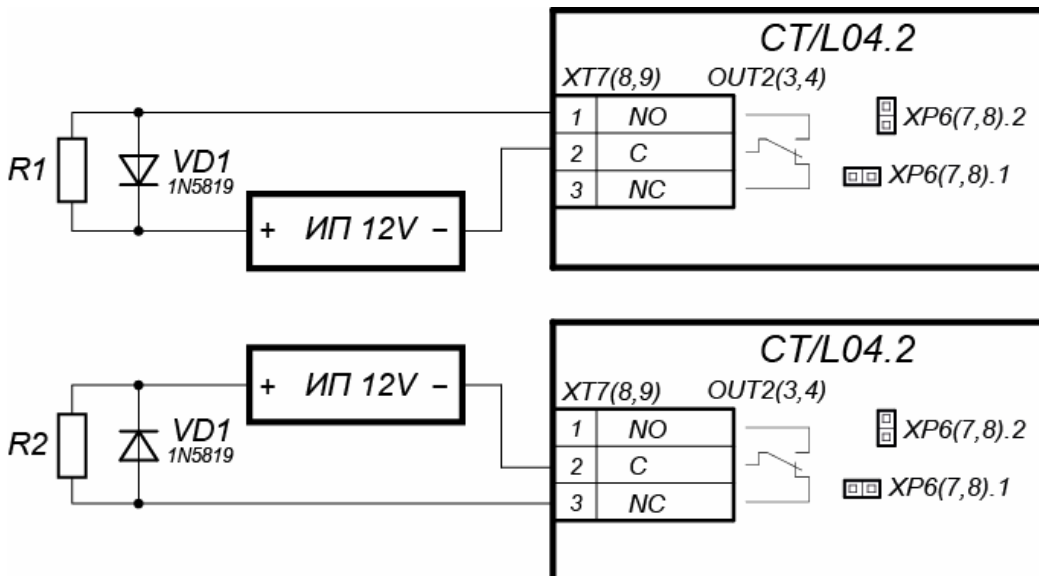 CT/L04.2
XT7(8,9) OUT2(3,4)
1 NO
2 C
3 NC
XP6(7,8).2
XP6(7,8).1
R1
VD1
1N5819
+ ИП 12V −
CT/L04.2
XT7(8,9) OUT2(3,4)
1 NO
2 C
3 NC
XP6(7,8).2
XP6(7,8).1
+ ИП 12V −
R2
VD1
1N5819